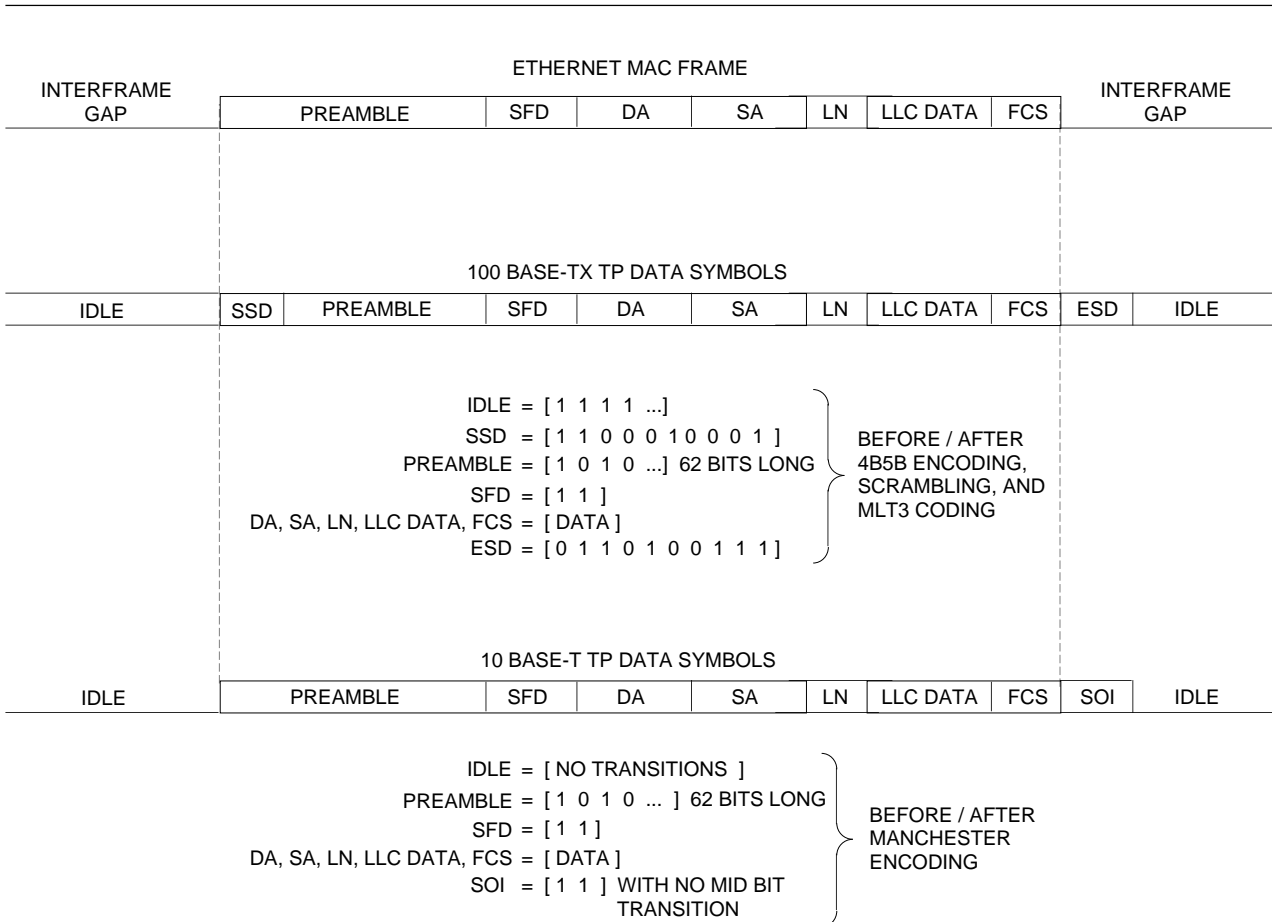 ETHERNET MAC FRAME
INTERFRAME
GAP
PREAMBLE SFD DA SA LN LLC DATA FCS
INTERFRAME
GAP
100 BASE-TX TP DATA SYMBOLS
IDLE SSD PREAMBLE SFD DA SA LN LLC DATA FCS ESD IDLE
IDLE = [ 1 1 1 1 ...]
SSD = [ 1 1 0 0 0 1 0 0 0 1 ]
PREAMBLE = [ 1 0 1 0 ...] 62 BITS LONG
SFD = [ 1 1 ]
DA, SA, LN, LLC DATA, FCS = [ DATA ]
ESD = [ 0 1 1 0 1 0 0 1 1 1 ]
BEFORE / AFTER
4B5B ENCODING,
SCRAMBLING, AND
MLT3 CODING
10 BASE-T TP DATA SYMBOLS
IDLE PREAMBLE SFD DA SA LN LLC DATA FCS SOI IDLE
IDLE = [ NO TRANSITIONS ]
PREAMBLE = [ 1 0 1 0 ... ] 62 BITS LONG
SFD = [ 1 1 ]
DA, SA, LN, LLC DATA, FCS = [ DATA ]
SOI = [ 1 1 ] WITH NO MID BIT
TRANSITION
BEFORE / AFTER
MANCHESTER
ENCODING